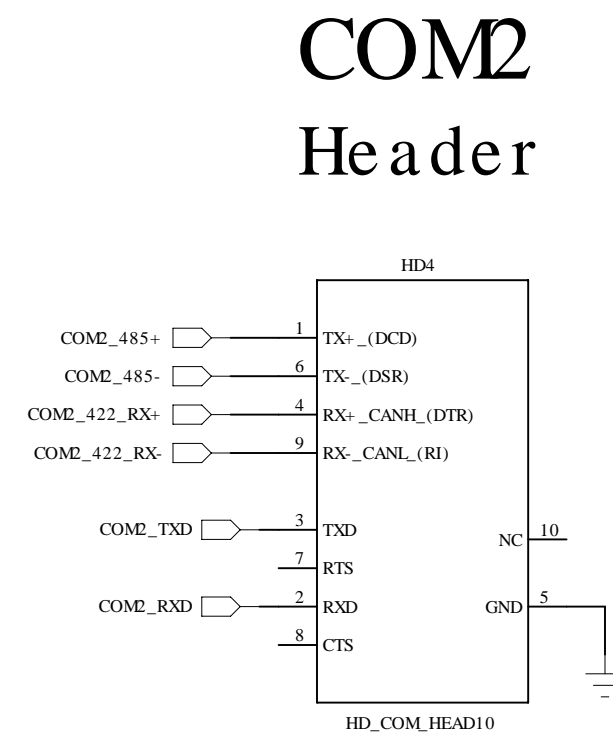 COM2
Header
HD4
COM2_485+ 1 TX+_(DCD)
COM2_485- 6 TX-_(DSR)
COM2_422_RX+ 4 RX+_CANH_(DTR)
COM2_422_RX- 9 RX-_CANL_(RI)
COM2_TXD 3 TXD
NC 10
7 RTS
COM2_RXD 2 RXD GND 5
8 CTS
HD_COM_HEAD10